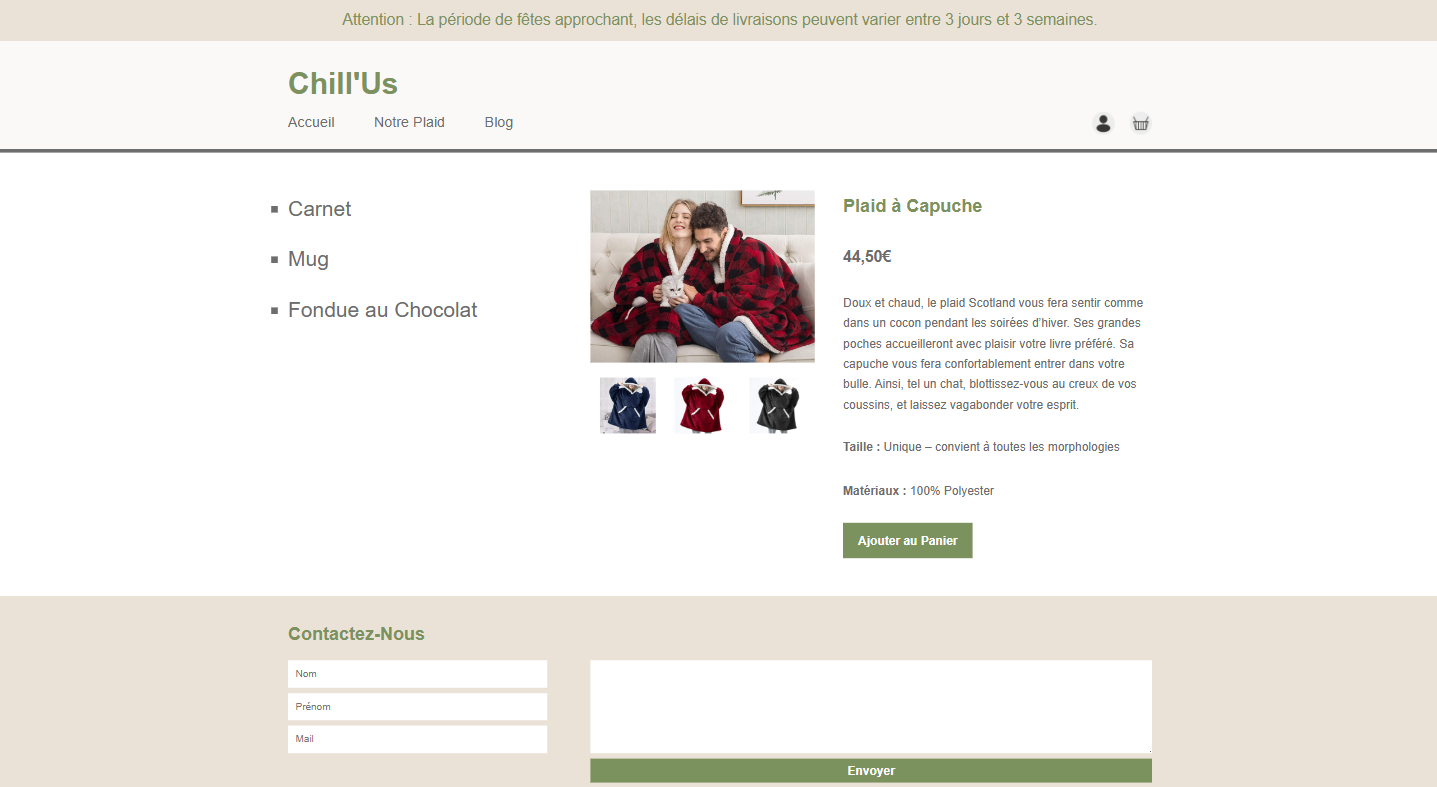 Attention : La période de fêtes approchant, les délais de livraisons peuvent varier entre 3 jours et 3 semaines.
Chill'Us
Accueil
Notre Plaid
Blog
Carnet
Mug
Fondue au Chocolat
Plaid à Capuche
44,50€
Doux et chaud, le plaid Scotland vous fera sentir comme
dans un cocon pendant les soirées d'hiver. Ses grandes
poches accueilleront avec plaisir votre livre préféré. Sa
capuche vous fera confortablement entrer dans votre
bulle. Ainsi, tel un chat, blottissez-vous au creux de vos
coussins, et laissez vagabonder votre esprit.
Taille : Unique – convient à toutes les morphologies
Matériaux : 100% Polyester
Ajouter au Panier
Contactez-Nous
Nom
Prénom
Mail
Envoyer